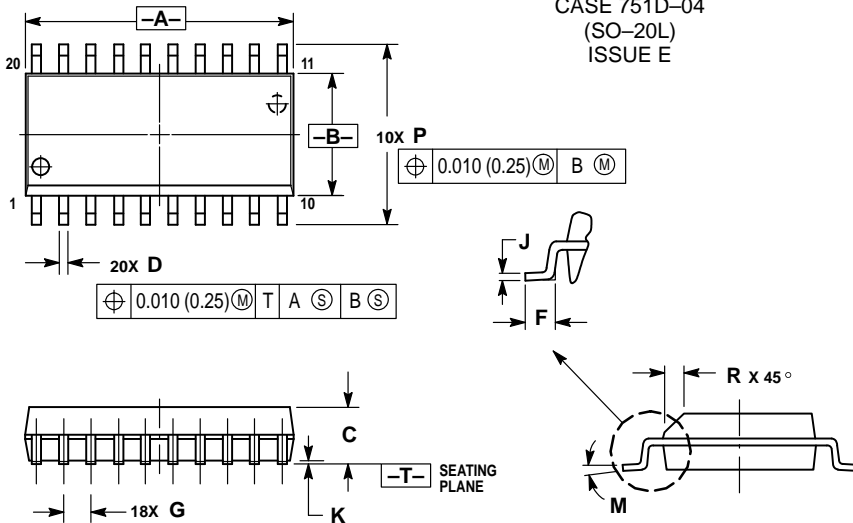 CASE 751D–04
(SO–20L)
ISSUE E
–A–
20
11
–B–
10X P
⌖ 0.010 (0.25) Ⓜ B Ⓜ
1
10
20X D
⌖ 0.010 (0.25) Ⓜ T A Ⓢ B Ⓢ
J
F
R X 45°
C
–T– SEATING
PLANE
18X G
K
M